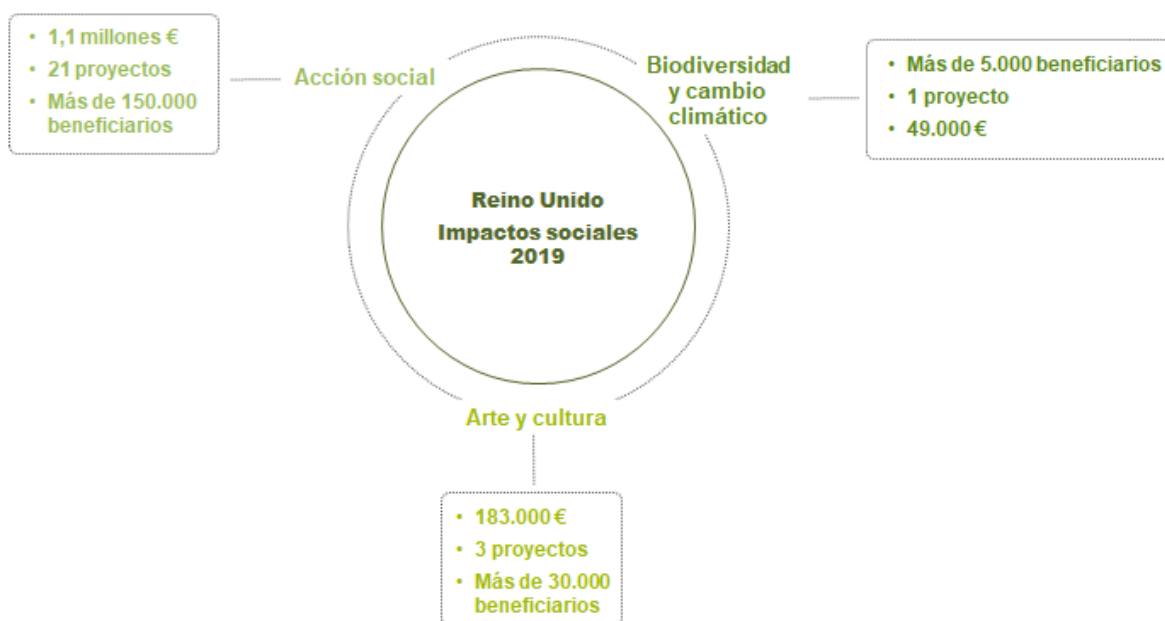 • 1,1 millones €
• 21 proyectos
• Más de 150.000
beneficiarios
Acción social
Biodiversidad
y cambio
climático
• Más de 5.000 beneficiarios
• 1 proyecto
• 49.000 €
Reino Unido
Impactos sociales
2019
Arte y cultura
• 183.000 €
• 3 proyectos
• Más de 30.000
beneficiarios